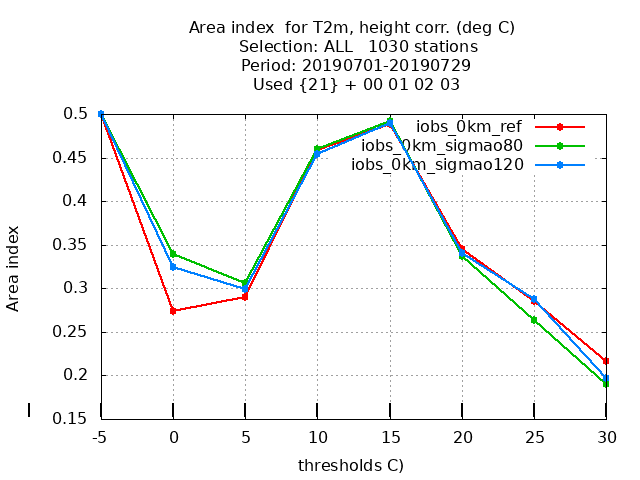 Area index  for T2m, height corr. (deg C)
Selection: ALL   1030 stations
Period: 20190701-20190729
Used {21} + 00 01 02 03
iobs_0km_ref
iobs_0km_sigmao80
iobs_0km_sigmao120
0.5
0.45
0.4
0.35
0.3
0.25
0.2
0.15
Area index
-5 0 5 10 15 20 25 30
thresholds C)